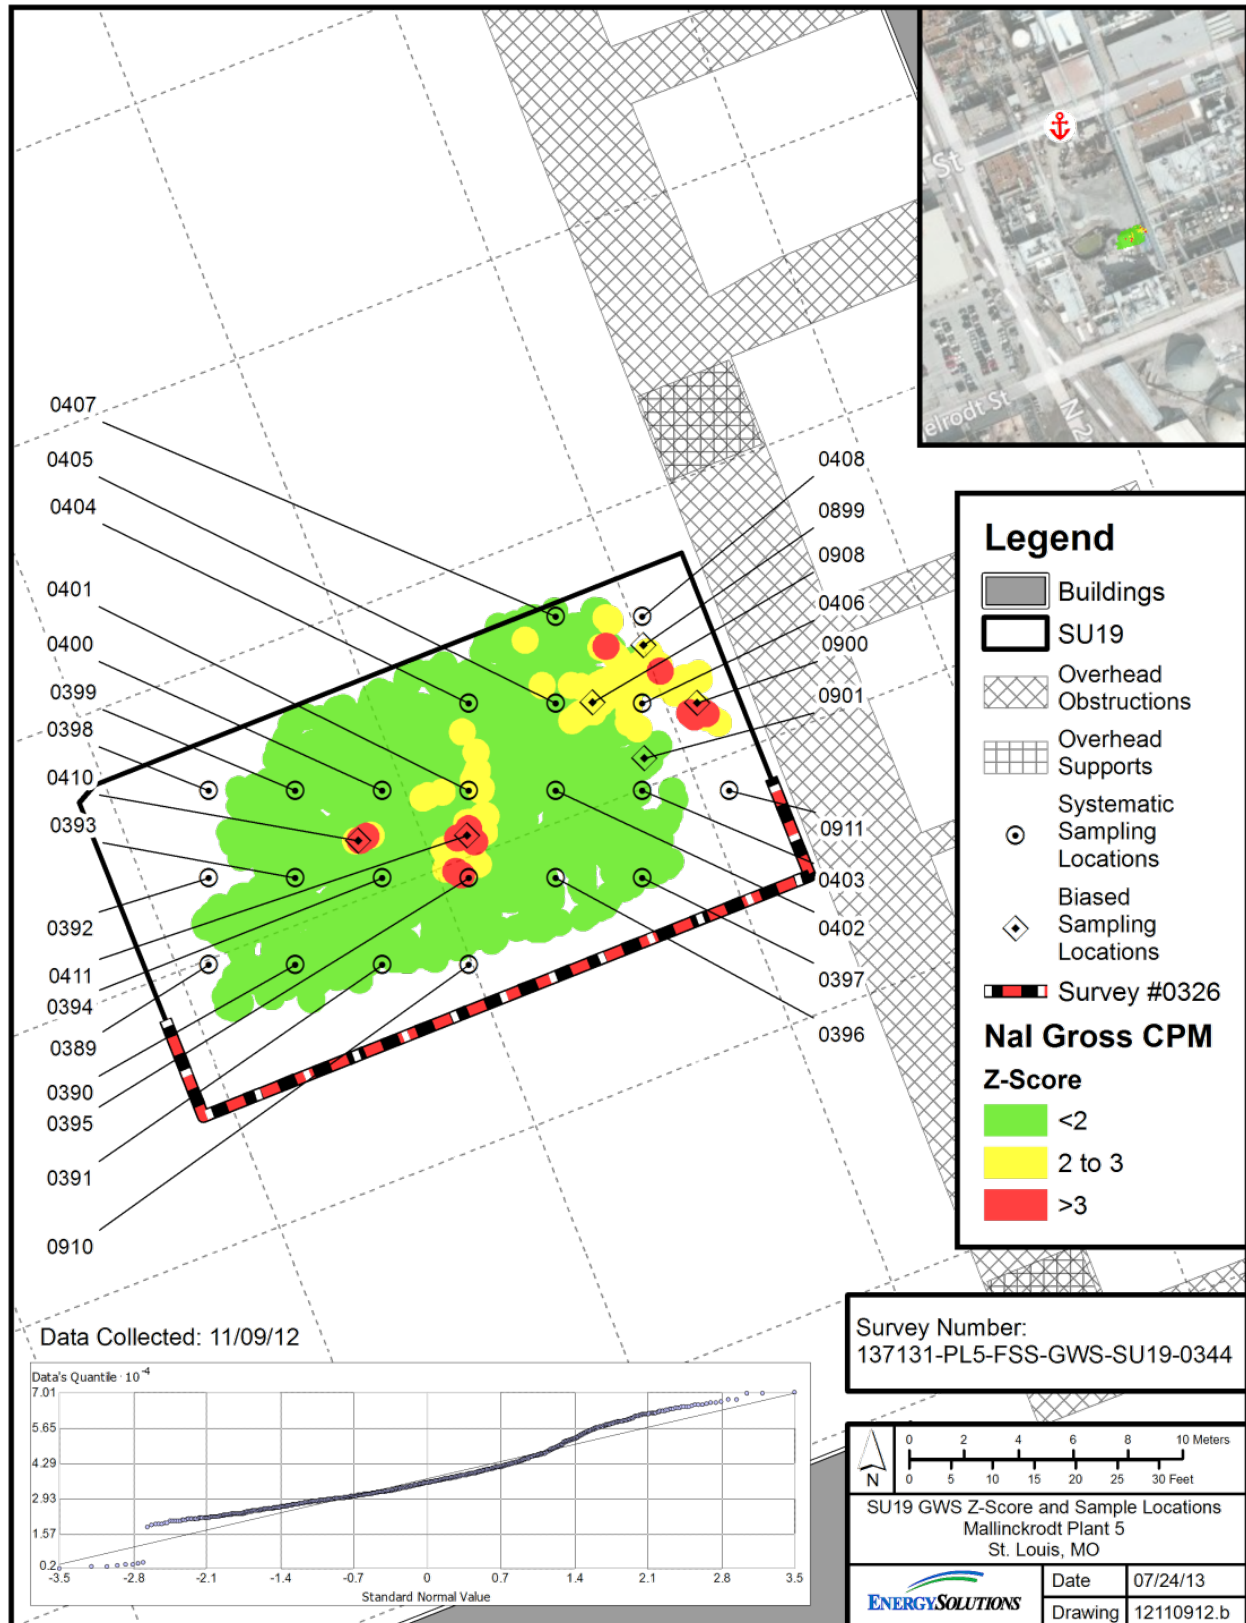 St
elrodt St
N 2
0407
0405
0404
0401
0400
0399
0398
0410
0393
0392
0411
0394
0389
0390
0395
0391
0910
0408
0899
0908
0406
0900
0901
0911
0403
0402
0397
0396
Legend
Buildings
SU19
Overhead
Obstructions
Overhead
Supports
Systematic
Sampling
Locations
Biased
Sampling
Locations
Survey #0326
NaI Gross CPM
Z-Score
<2
2 to 3
>3
Data Collected: 11/09/12
Data's Quantile · 10^-4
7.01
5.65
4.29
2.93
1.57
0.2
-3.5 -2.8 -2.1 -1.4 -0.7 0 0.7 1.4 2.1 2.8 3.5
Standard Normal Value
Survey Number:
137131-PL5-FSS-GWS-SU19-0344
N
0 2 4 6 8 10 Meters
0 5 10 15 20 25 30 Feet
SU19 GWS Z-Score and Sample Locations
Mallinckrodt Plant 5
St. Louis, MO
ENERGYSOLUTIONS
Date 07/24/13
Drawing 12110912.b